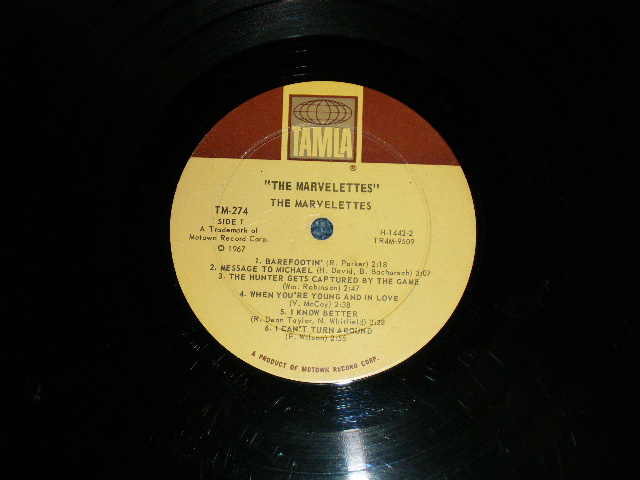 TAMLA
®
"THE MARVELETTES"
THE MARVELETTES
TM-274
SIDE 1
A Trademark of
Motown Record Corp.
© 1967
H-1442-2
TR4M-9509
1. BAREFOOTIN' (R. Parker) 2:18
2. MESSAGE TO MICHAEL (H. David, B. Bacharach) 2:07
3. THE HUNTER GETS CAPTURED BY THE GAME
(Wm. Robinson) 2:47
4. WHEN YOU'RE YOUNG AND IN LOVE
(V. McCoy) 2:38
5. I KNOW BETTER
(R. Dean Taylor, N. Whitfield) 2:28
6. I CAN'T TURN AROUND
(F. Wilson) 2:55
A PRODUCT OF MOTOWN RECORD CORP.